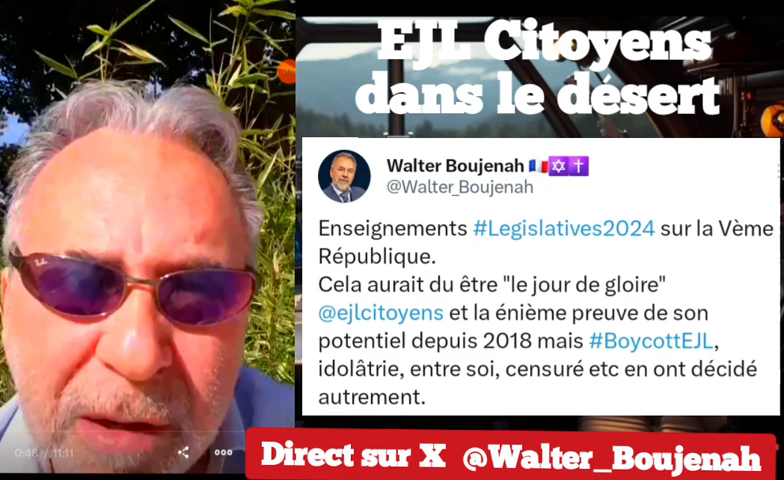 EJL Citoyens
dans le désert
Walter Boujenah 🇫🇷✡️✝️
@Walter_Boujenah
Enseignements #Legislatives2024 sur la Vème
République.
Cela aurait du être "le jour de gloire"
@ejlcitoyens et la énième preuve de son
potentiel depuis 2018 mais #BoycottEJL,
idolâtrie, entre soi, censuré etc en ont décidé
autrement.
Ray-Ban
0:48 / 11:11
Direct sur X @Walter_Boujenah